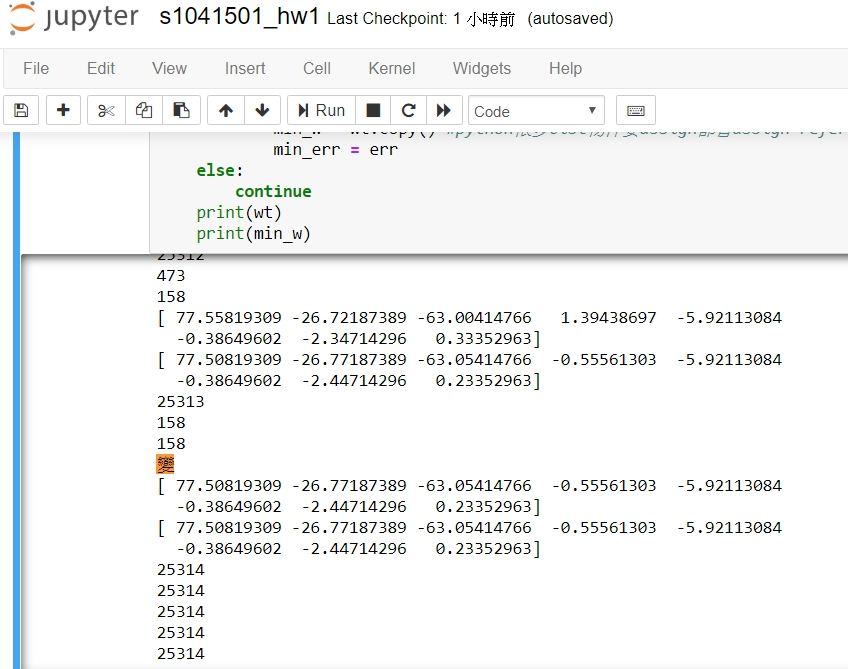 jupyter s1041501_hw1 Last Checkpoint: 1 小時前 (autosaved)
File Edit View Insert Cell Kernel Widgets Help
Run Code
min_err = err
else:
continue
print(wt)
print(min_w)
25312
473
158
[ 77.55819309 -26.72187389 -63.00414766 1.39438697 -5.92113084
-0.38649602 -2.34714296 0.33352963]
[ 77.50819309 -26.77187389 -63.05414766 -0.55561303 -5.92113084
-0.38649602 -2.44714296 0.23352963]
25313
158
158
變
[ 77.50819309 -26.77187389 -63.05414766 -0.55561303 -5.92113084
-0.38649602 -2.44714296 0.23352963]
[ 77.50819309 -26.77187389 -63.05414766 -0.55561303 -5.92113084
-0.38649602 -2.44714296 0.23352963]
25314
25314
25314
25314
25314